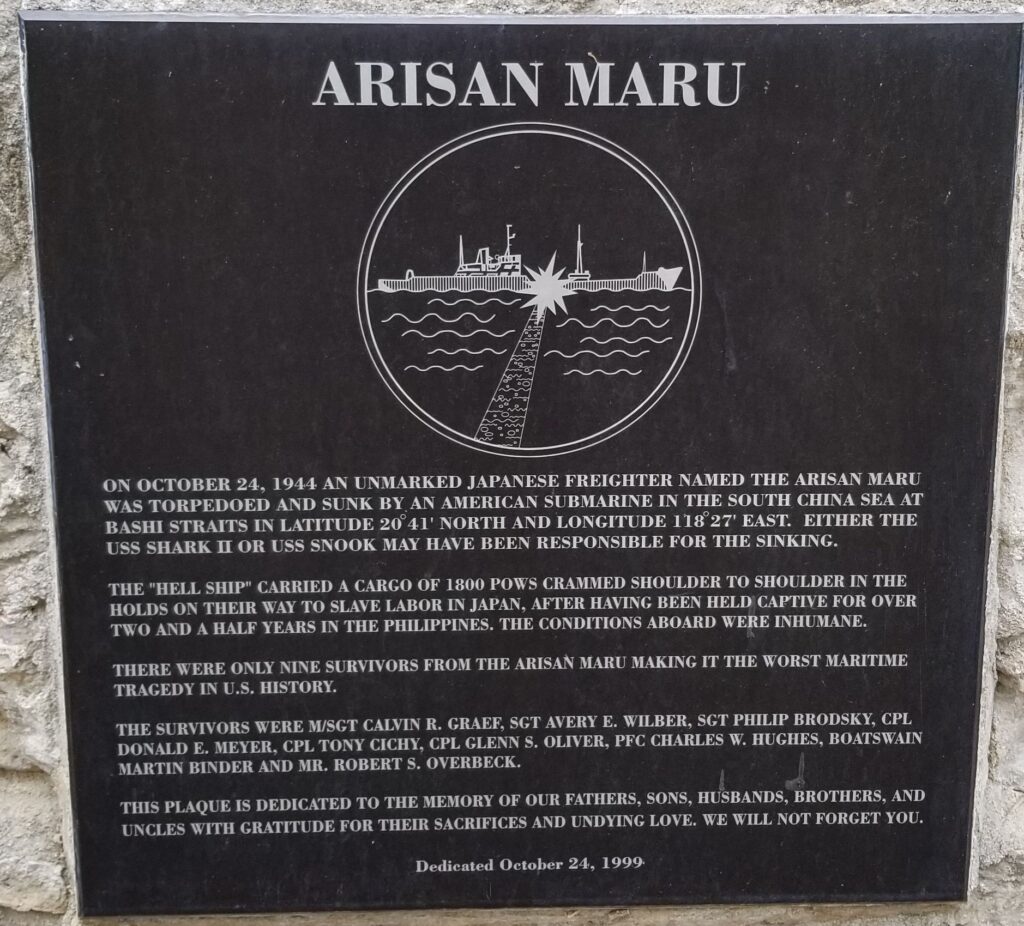 ARISAN MARU
ON OCTOBER 24, 1944 AN UNMARKED JAPANESE FREIGHTER NAMED THE ARISAN MARU
WAS TORPEDOED AND SUNK BY AN AMERICAN SUBMARINE IN THE SOUTH CHINA SEA AT
BASHI STRAITS IN LATITUDE 20°41' NORTH AND LONGITUDE 118°27' EAST. EITHER THE
USS SHARK II OR USS SNOOK MAY HAVE BEEN RESPONSIBLE FOR THE SINKING.
THE "HELL SHIP" CARRIED A CARGO OF 1800 POWS CRAMMED SHOULDER TO SHOULDER IN THE
HOLDS ON THEIR WAY TO SLAVE LABOR IN JAPAN, AFTER HAVING BEEN HELD CAPTIVE FOR OVER
TWO AND A HALF YEARS IN THE PHILIPPINES. THE CONDITIONS ABOARD WERE INHUMANE.
THERE WERE ONLY NINE SURVIVORS FROM THE ARISAN MARU MAKING IT THE WORST MARITIME
TRAGEDY IN U.S. HISTORY.
THE SURVIVORS WERE M/SGT CALVIN R. GRAEF, SGT AVERY E. WILBER, SGT PHILIP BRODSKY, CPL
DONALD E. MEYER, CPL TONY CICHY, CPL GLENN S. OLIVER, PFC CHARLES W. HUGHES, BOATSWAIN
MARTIN BINDER AND MR. ROBERT S. OVERBECK.
THIS PLAQUE IS DEDICATED TO THE MEMORY OF OUR FATHERS, SONS, HUSBANDS, BROTHERS, AND
UNCLES WITH GRATITUDE FOR THEIR SACRIFICES AND UNDYING LOVE. WE WILL NOT FORGET YOU.
Dedicated October 24, 1999